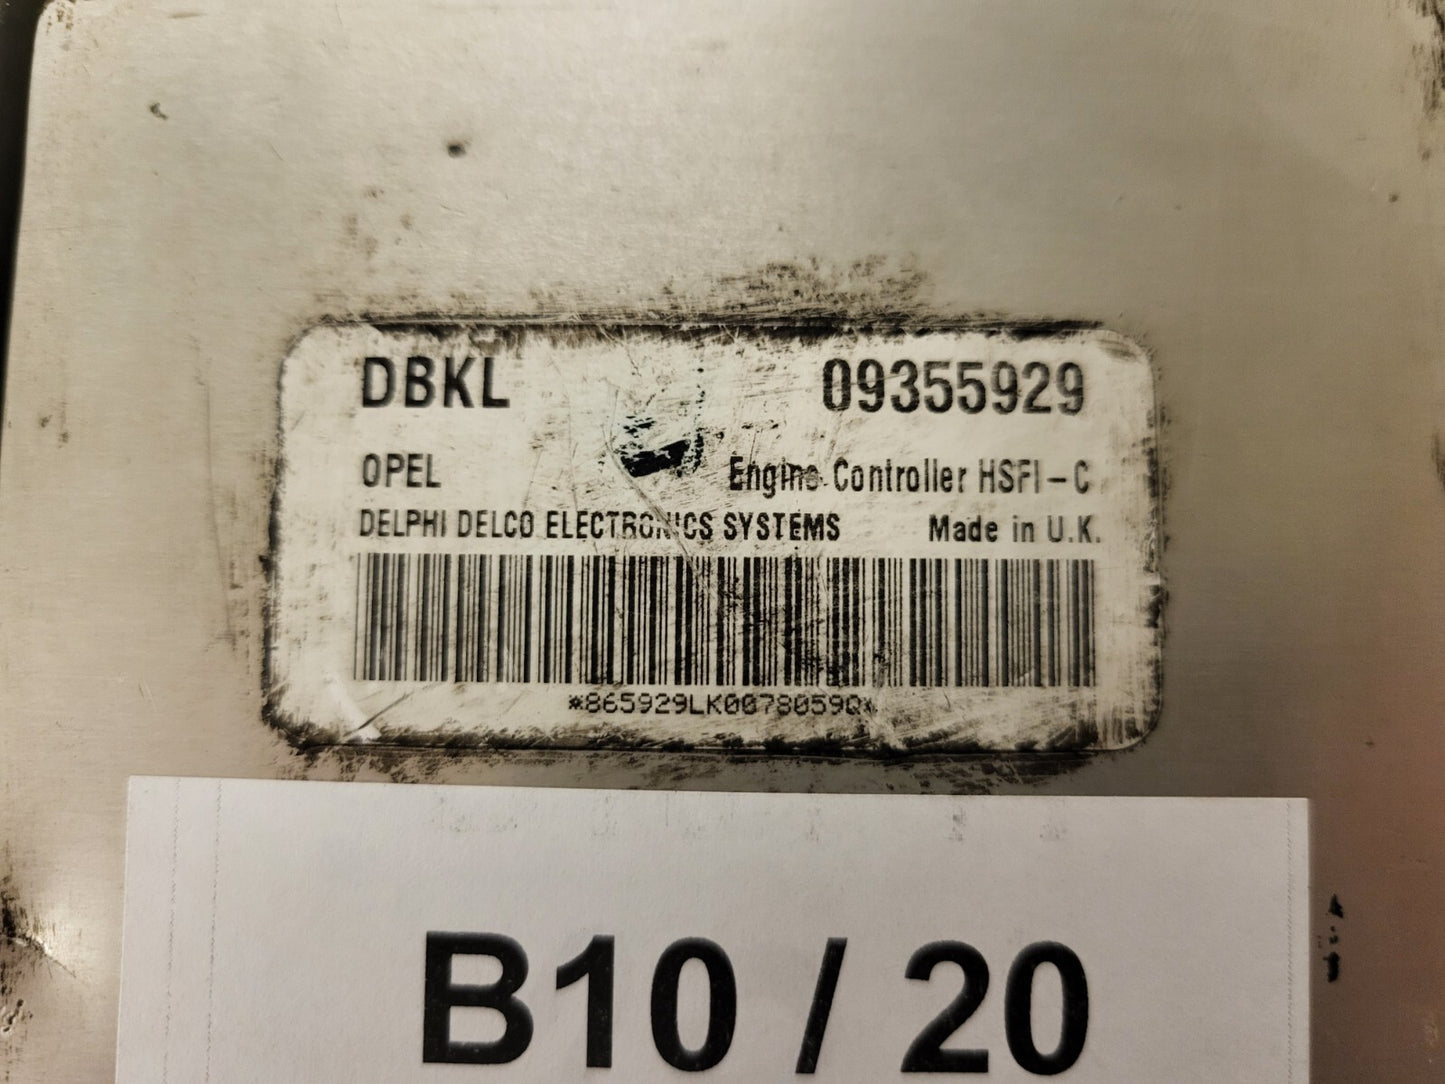 DBKL 09355929
OPEL Engine Controller HSFI-C
DELPHI DELCO ELECTRONICS SYSTEMS Made in U.K.
*865929LK0078059Q*
B10 / 20